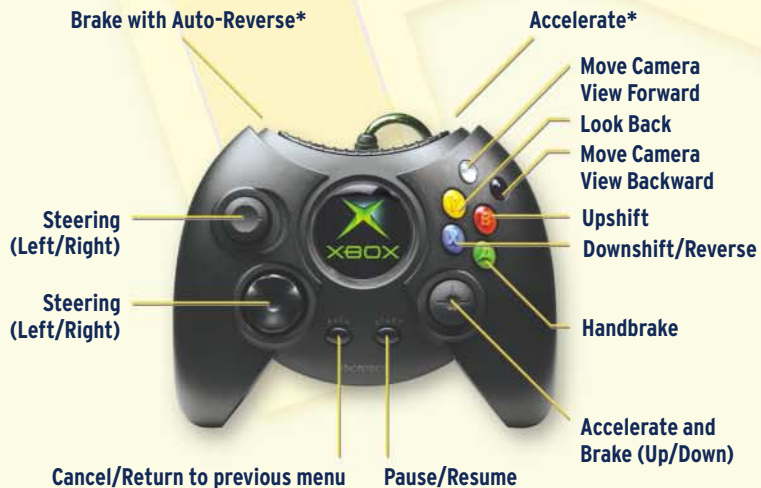 Brake with Auto-Reverse*
Accelerate*
Move Camera
View Forward
Look Back
Move Camera
View Backward
Upshift
Downshift/Reverse
Handbrake
Accelerate and
Brake (Up/Down)
Steering
(Left/Right)
Steering
(Left/Right)
Cancel/Return to previous menu
Pause/Resume
XBOX
Y
B
X
A
BACK
START